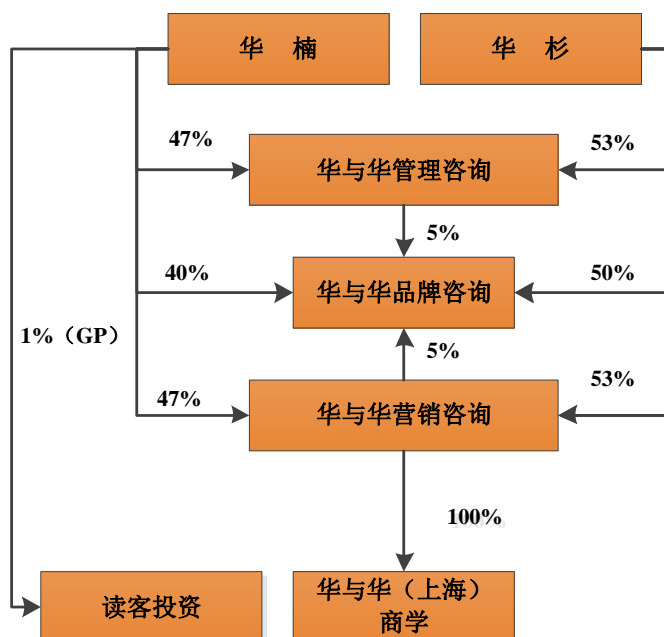 华 楠
华 杉
47%
华与华管理咨询
53%
5%
40%
华与华品牌咨询
50%
1%（GP）
5%
47%
华与华营销咨询
53%
100%
读客投资
华与华（上海）
商学